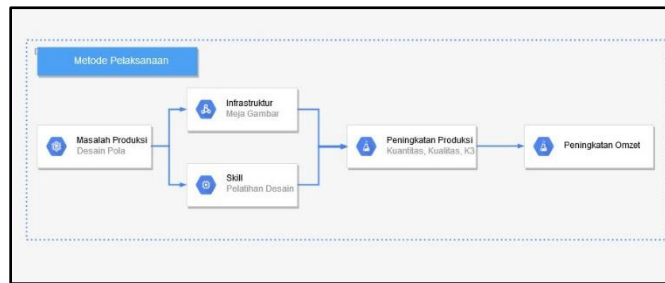 Metode Pelaksanaan
Masalah Produksi
Desain Pola
Infrastruktur
Meja Gambar
Skill
Pelatihan Desain
Peningkatan Produksi
Kuantitas, Kualitas, K3
Peningkatan Omzet